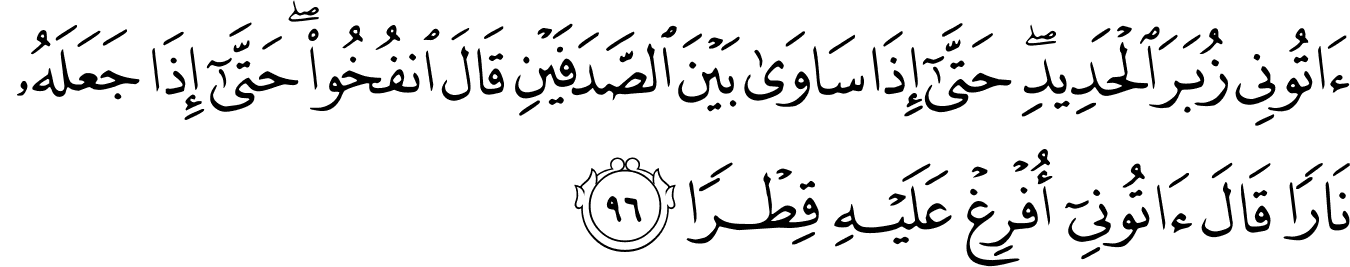 ءَاتُونِى زُبَرَ ٱلْحَدِيدِ ۖ حَتَّىٰٓ إِذَا سَاوَىٰ بَيْنَ ٱلصَّدَفَيْنِ قَالَ ٱنفُخُوا۟ ۖ حَتَّىٰٓ إِذَا جَعَلَهُۥ
نَارًا قَالَ ءَاتُونِىٓ أُفْرِغْ عَلَيْهِ قِطْرًا ٩٦